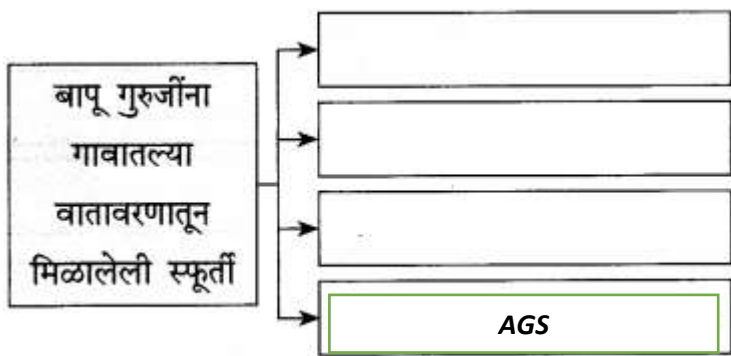 बापू गुरुजींना
गावातल्या
वातावरणातून
मिळालेली स्फूर्ती
AGS